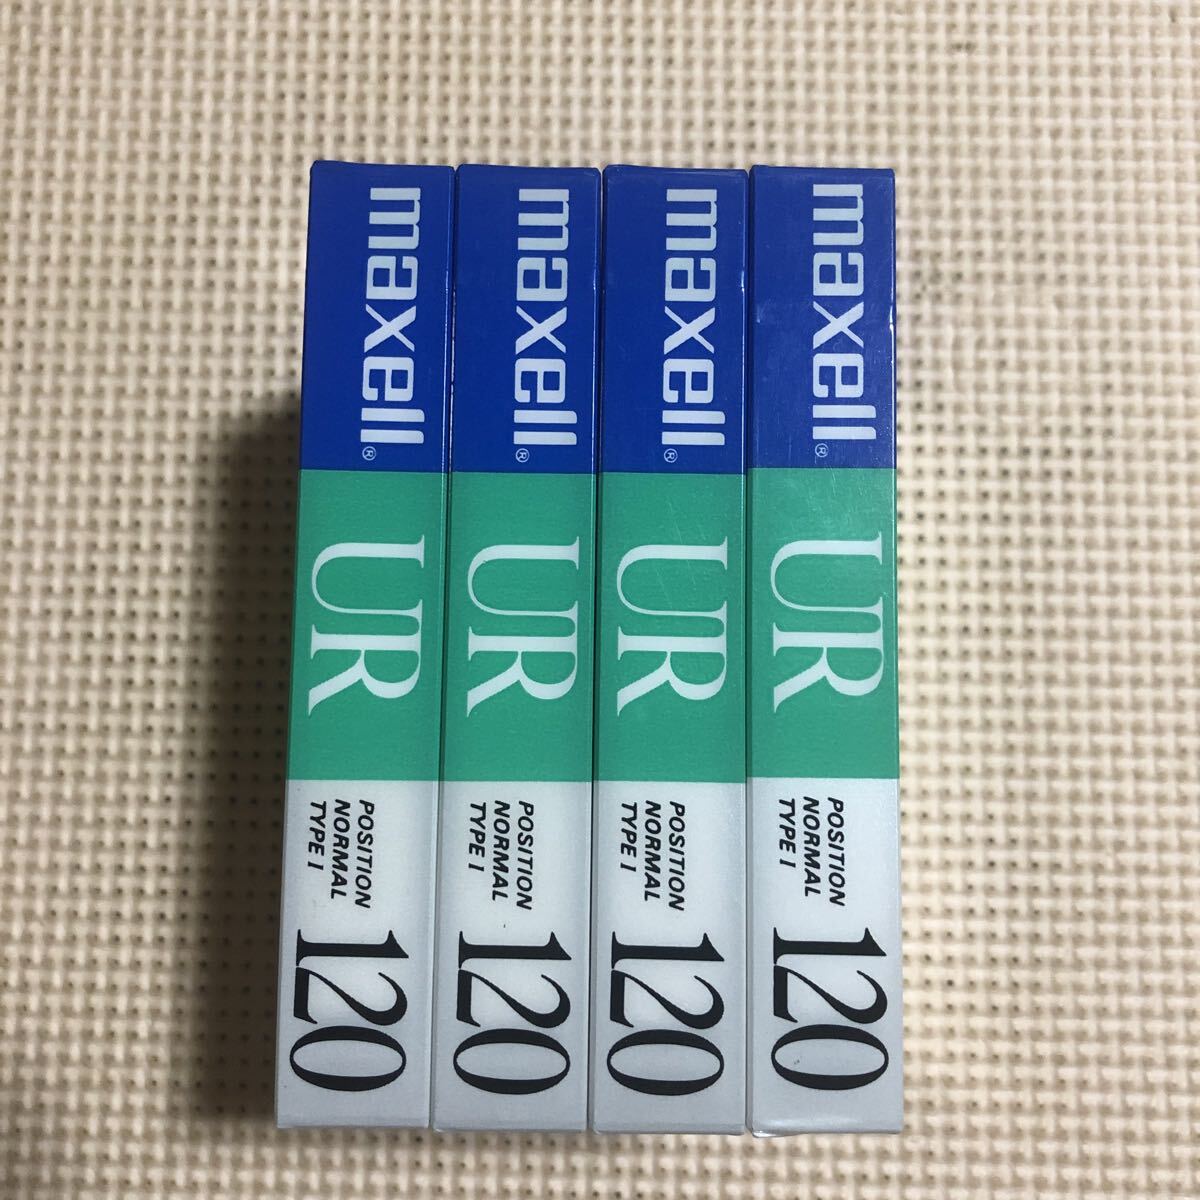 maxell®
UR
POSITION
NORMAL
TYPE I
120
maxell®
UR
POSITION
NORMAL
TYPE I
120
maxell®
UR
POSITION
NORMAL
TYPE I
120
maxell®
UR
POSITION
NORMAL
TYPE I
120